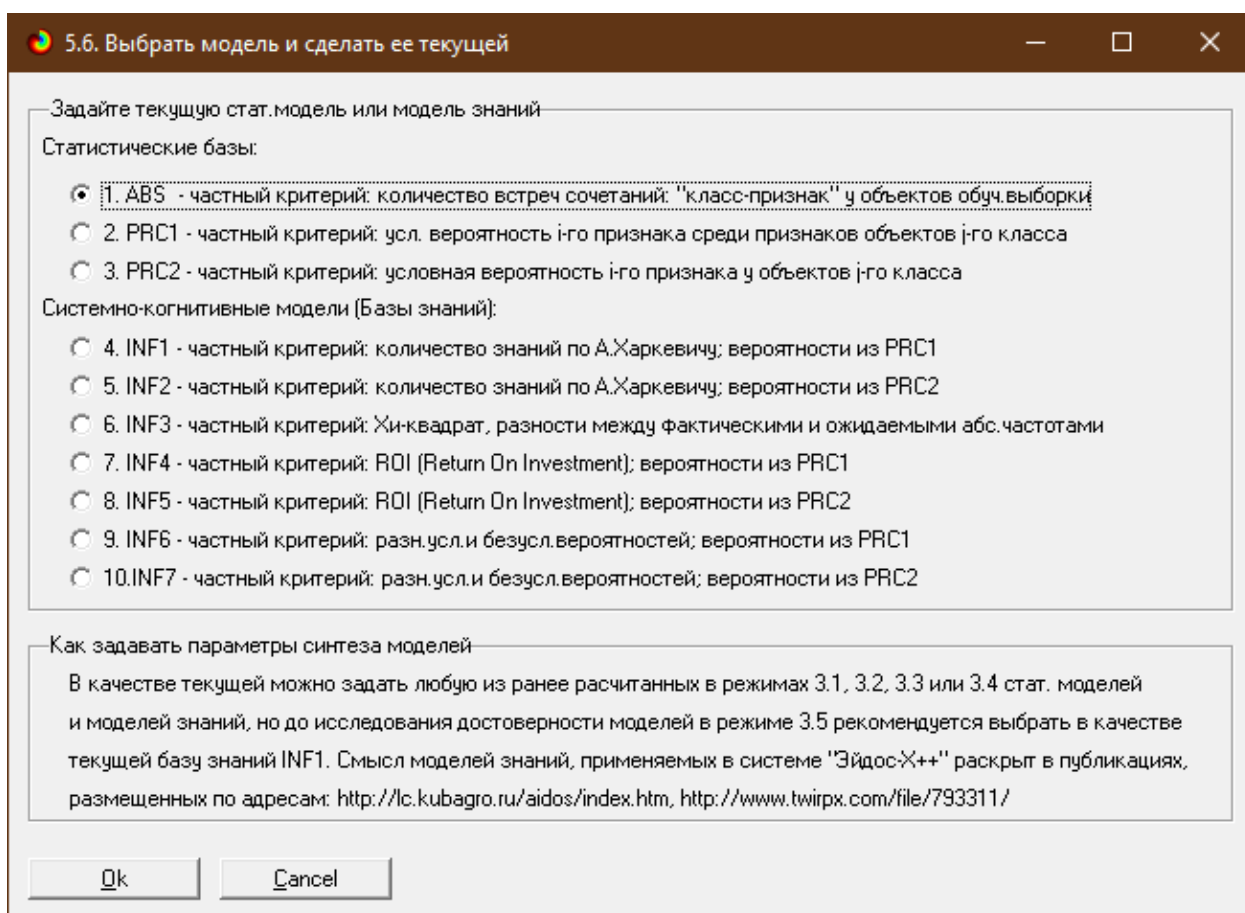 5.6. Выбрать модель и сделать ее текущей
Задайте текущую стат.модель или модель знаний
Статистические базы:
1. ABS - частный критерий: количество встреч сочетаний: "класс-признак" у объектов обуч.выборки
2. PRC1 - частный критерий: усл. вероятность i-го признака среди признаков объектов j-го класса
3. PRC2 - частный критерий: условная вероятность i-го признака у объектов j-го класса
Системно-когнитивные модели (Базы знаний):
4. INF1 - частный критерий: количество знаний по А.Харкевичу; вероятности из PRC1
5. INF2 - частный критерий: количество знаний по А.Харкевичу; вероятности из PRC2
6. INF3 - частный критерий: Хи-квадрат, разности между фактическими и ожидаемыми абс.частотами
7. INF4 - частный критерий: ROI (Return On Investment); вероятности из PRC1
8. INF5 - частный критерий: ROI (Return On Investment); вероятности из PRC2
9. INF6 - частный критерий: разн.усл.и безусл.вероятностей; вероятности из PRC1
10.INF7 - частный критерий: разн.усл.и безусл.вероятностей; вероятности из PRC2
Как задавать параметры синтеза моделей
В качестве текущей можно задать любую из ранее расчитанных в режимах 3.1, 3.2, 3.3 или 3.4 стат. моделей
и моделей знаний, но до исследования достоверности моделей в режиме 3.5 рекомендуется выбрать в качестве
текущей базу знаний INF1. Смысл моделей знаний, применяемых в системе "Эйдос-Х++" раскрыт в публикациях,
размещенных по адресам: http://lc.kubagro.ru/aidos/index.htm, http://www.twirpx.com/file/793311/
Ok Cancel